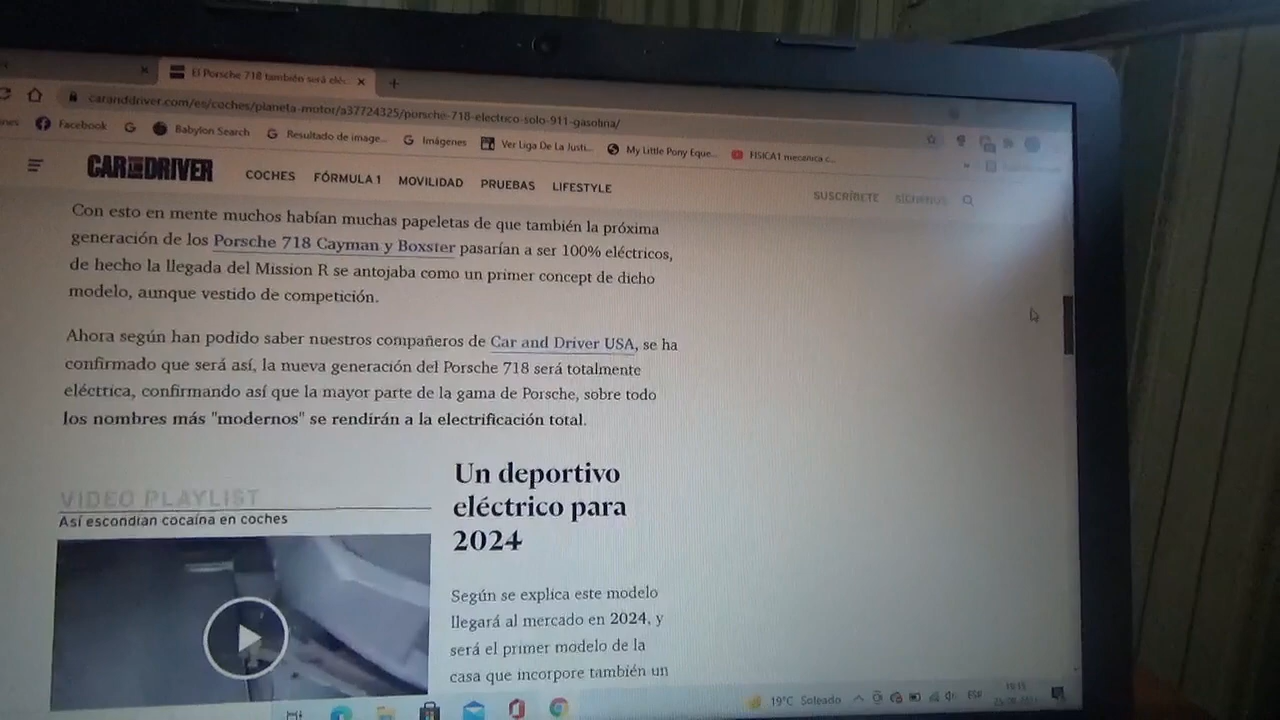 El Porsche 718 también será eléc
caranddriver.com/es/coches/planeta-motor/a37724325/porsche-718-electrico-solo-911-gasolina/
Facebook
Babylon Search
Resultado de image...
Imágenes
Ver Liga De La Justi...
My Little Pony Eque...
FISICA1 mecanica c...
CAR AND DRIVER
COCHES
FÓRMULA 1
MOVILIDAD
PRUEBAS
LIFESTYLE
SUSCRÍBETE
Con esto en mente muchos habían muchas papeletas de que también la próxima
generación de los Porsche 718 Cayman y Boxster pasarían a ser 100% eléctricos,
de hecho la llegada del Mission R se antojaba como un primer concept de dicho
modelo, aunque vestido de competición.
Ahora según han podido saber nuestros compañeros de Car and Driver USA, se ha
confirmado que será así, la nueva generación del Porsche 718 será totalmente
eléctrica, confirmando así que la mayor parte de la gama de Porsche, sobre todo
los nombres más "modernos" se rendirán a la electrificación total.
VIDEO PLAYLIST
Así escondían cocaína en coches
Un deportivo
eléctrico para
2024
Según se explica este modelo
llegará al mercado en 2024, y
será el primer modelo de la
casa que incorpore también un
19°C Soleado
ESP